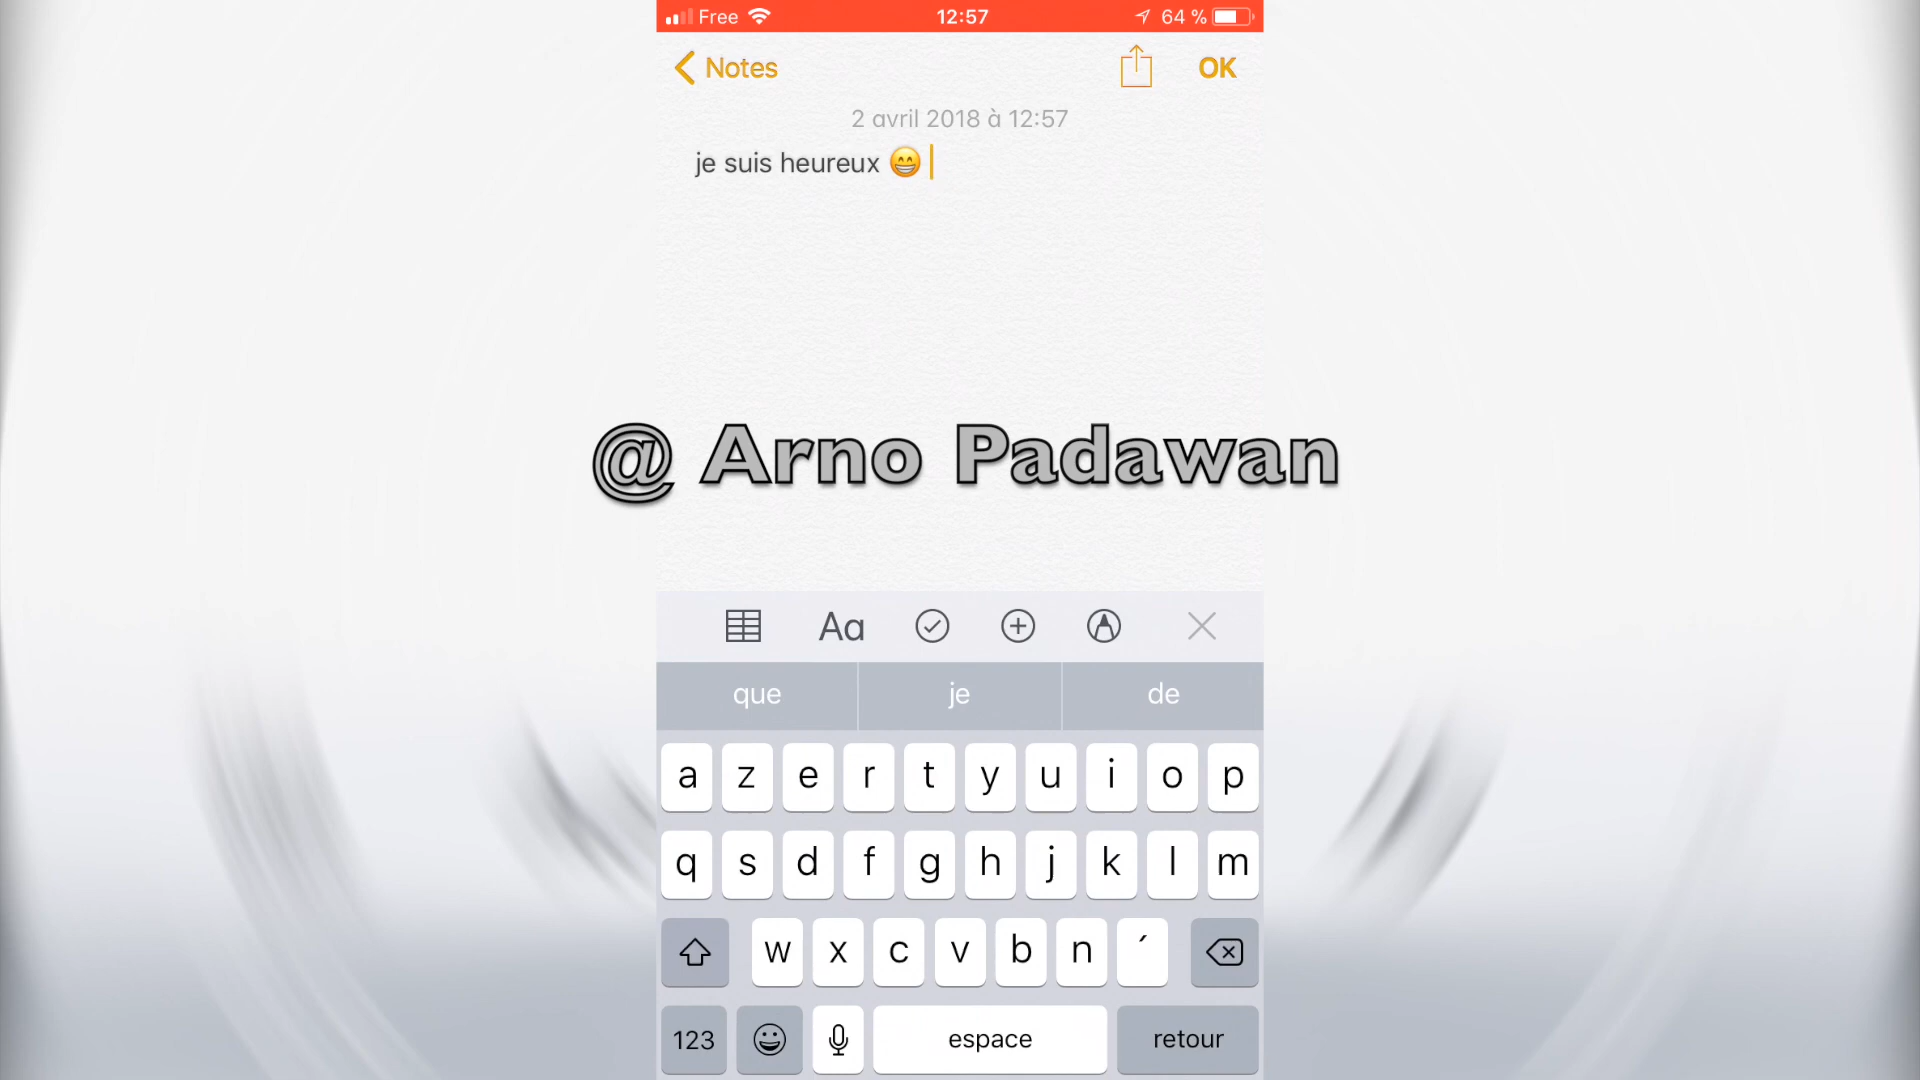 Free 12:57 64 %
Notes OK
2 avril 2018 à 12:57
je suis heureux 😁
@ Arno Padawan
Aa
que je de
a z e r t y u i o p
q s d f g h j k l m
w x c v b n ´
123 espace retour